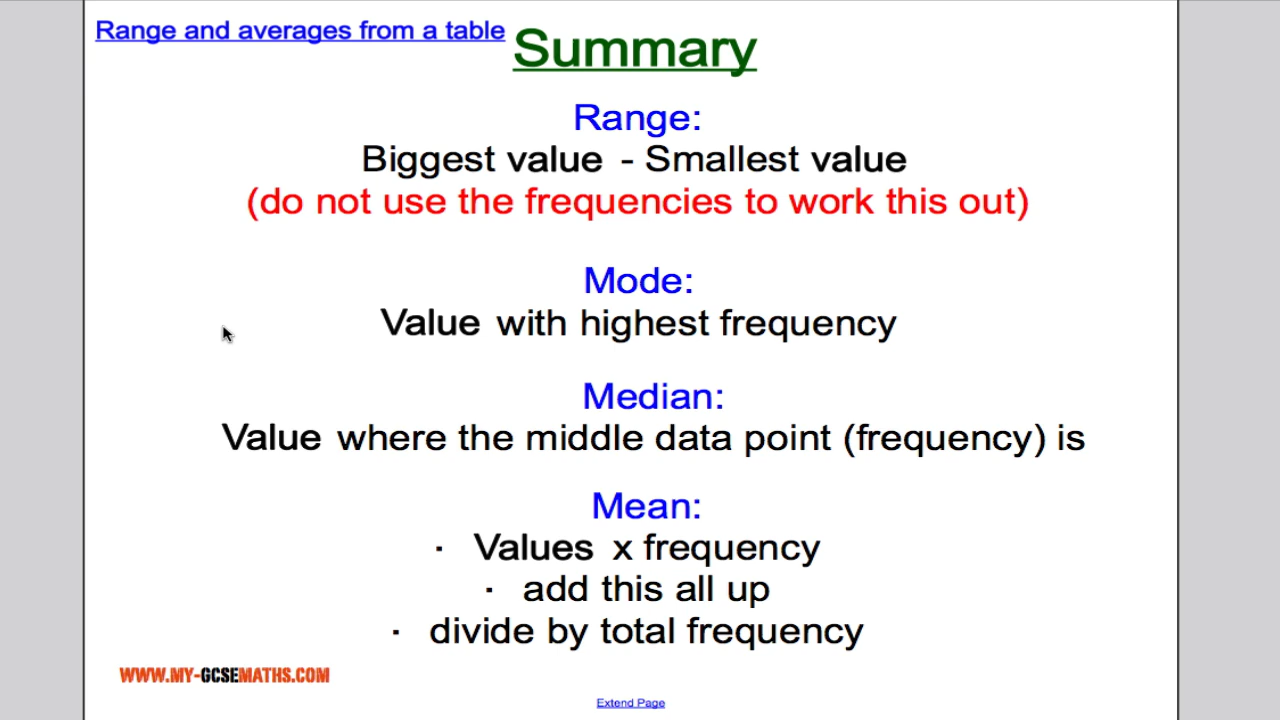 Range and averages from a table
Summary
Range:
Biggest value - Smallest value
(do not use the frequencies to work this out)
Mode:
Value with highest frequency
Median:
Value where the middle data point (frequency) is
Mean:
· Values x frequency
· add this all up
· divide by total frequency
WWW.MY-GCSEMATHS.COM
Extend Page